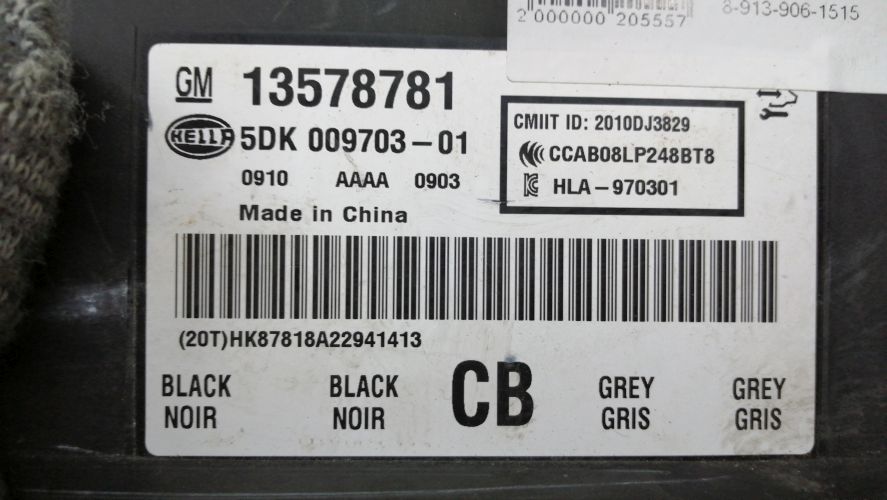 2 000000 205557
8-913-906-1515
GM 13578781
HELLA 5DK 009703-01
0910 AAAA 0903
Made in China
CMIIT ID: 2010DJ3829
CCAB08LP248BT8
HLA-970301
(20T)HK87818A22941413
BLACK BLACK CB GREY GREY
NOIR NOIR GRIS GRIS